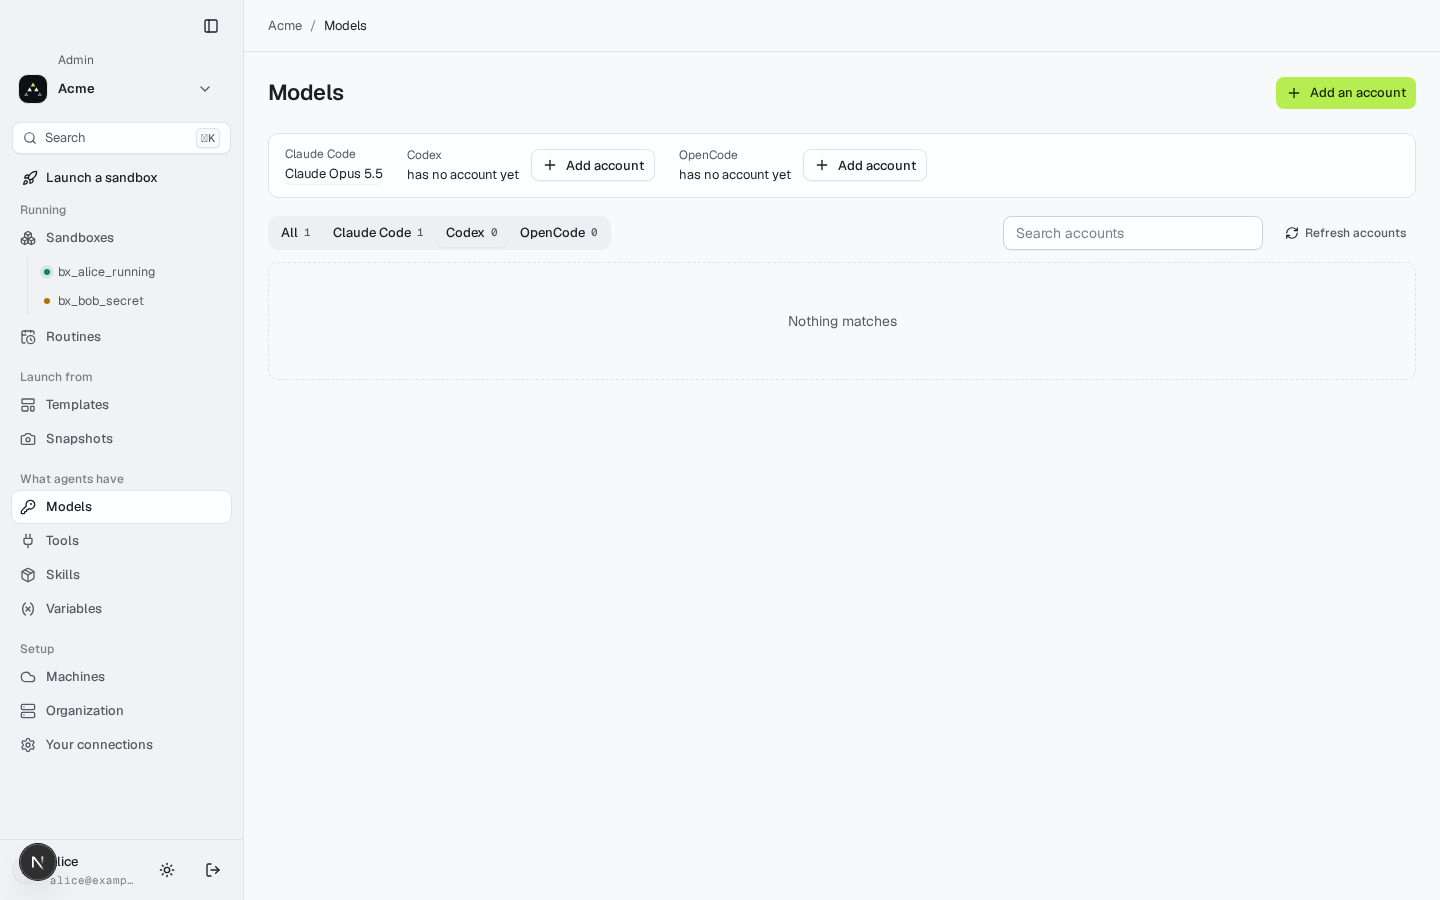 Acme / Models
Admin
Acme
Search
K
Launch a sandbox
Running
Sandboxes
bx_alice_running
bx_bob_secret
Routines
Launch from
Templates
Snapshots
What agents have
Models
Tools
Skills
Variables
Setup
Machines
Organization
Your connections
N
lice
alice@examp…
Models
Add an account
Claude Code
Claude Opus 5.5
Codex
has no account yet
Add account
OpenCode
has no account yet
Add account
All 1
Claude Code 1
Codex 0
OpenCode 0
Search accounts
Refresh accounts
Nothing matches